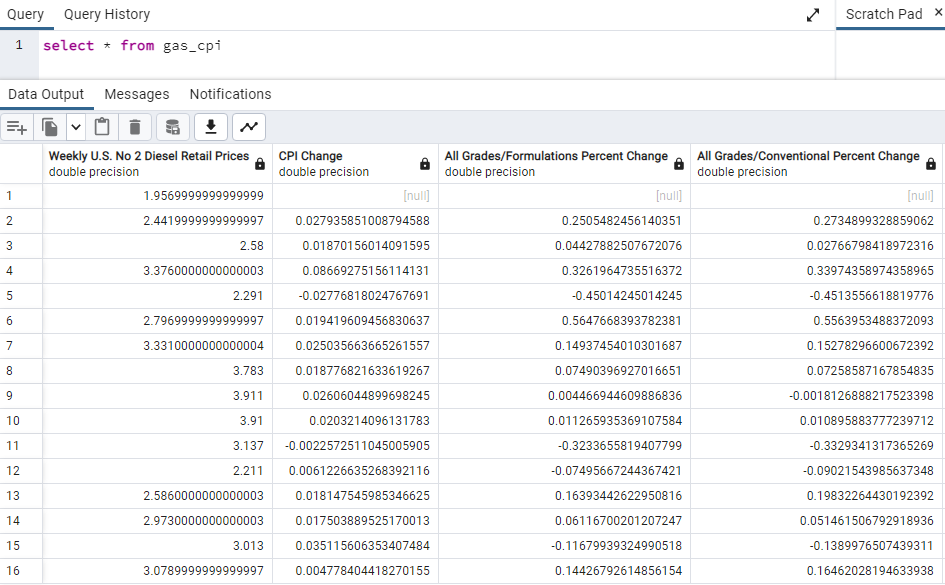 Query Query History Scratch Pad ×
1 select * from gas_cpi
Data Output Messages Notifications
Weekly U.S. No 2 Diesel Retail Prices CPI Change All Grades/Formulations Percent Change All Grades/Conventional Percent Change
double precision double precision double precision double precision
1 1.9569999999999999 [null] [null] [null]
2 2.4419999999999997 0.027935851008794588 0.2505482456140351 0.2734899328859062
3 2.58 0.01870156014091595 0.04427882507672076 0.02766798418972316
4 3.3760000000000003 0.08669275156114131 0.3261964735516372 0.33974358974358965
5 2.291 -0.02776818024767691 -0.45014245014245 -0.4513556618819776
6 2.7969999999999997 0.019419609456830637 0.5647668393782381 0.5563953488372093
7 3.3310000000000004 0.025035663665261557 0.14937454010301687 0.15278296600672392
8 3.783 0.018776821633619267 0.07490396927016651 0.07258587167854835
9 3.911 0.02606044899698245 0.004466944609886836 -0.0018126888217523398
10 3.91 0.0203214096131783 0.011265935369107584 0.010895883777239712
11 3.137 -0.0022572511045005905 -0.3233655819407799 -0.3329341317365269
12 2.211 0.0061226635268392116 -0.07495667244367421 -0.09021543985637348
13 2.5860000000000003 0.018147545985346625 0.16393442622950816 0.19832264430192392
14 2.9730000000000003 0.017503889525170013 0.06116700201207247 0.051461506792918936
15 3.013 0.035115606353407484 -0.11679939324990518 -0.1389976507439311
16 3.0789999999999997 0.004778404418270155 0.14426792614856154 0.16462028194633938